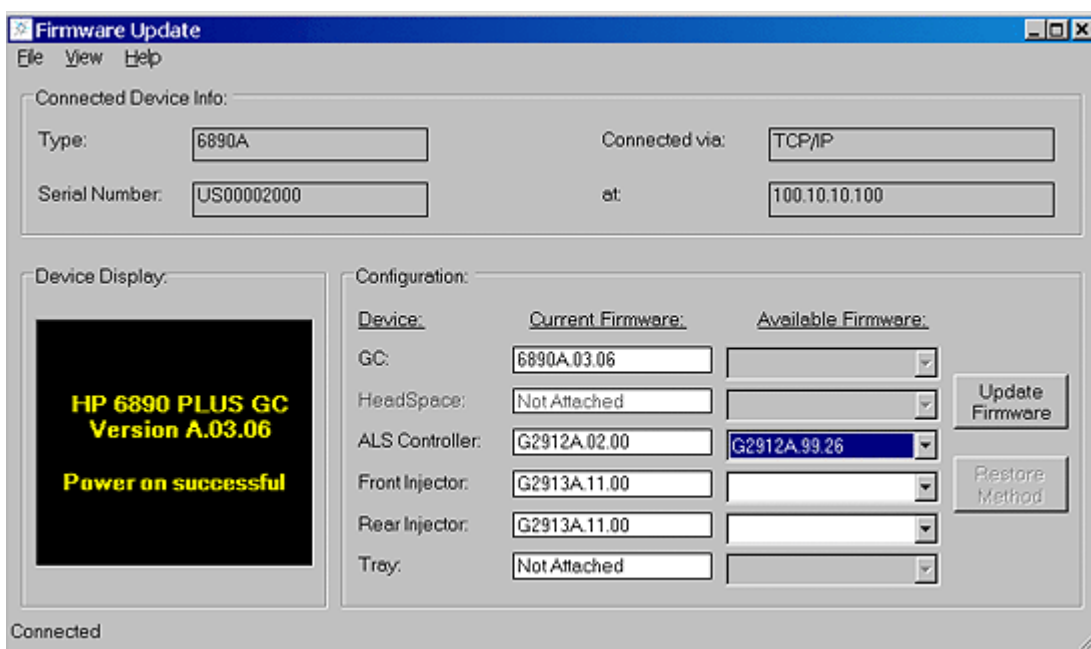 Firmware Update
File View Help
Connected Device Info:
Type: 6890A Connected via: TCP/IP
Serial Number: US00002000 at: 100.10.10.100
Device Display:
HP 6890 PLUS GC
Version A.03.06
Power on successful
Configuration:
Device: Current Firmware: Available Firmware:
GC: 6890A.03.06
HeadSpace: Not Attached
ALS Controller: G2912A.02.00 G2912A.99.26
Front Injector: G2913A.11.00
Rear Injector: G2913A.11.00
Tray: Not Attached
Update
Firmware
Restore
Method
Connected